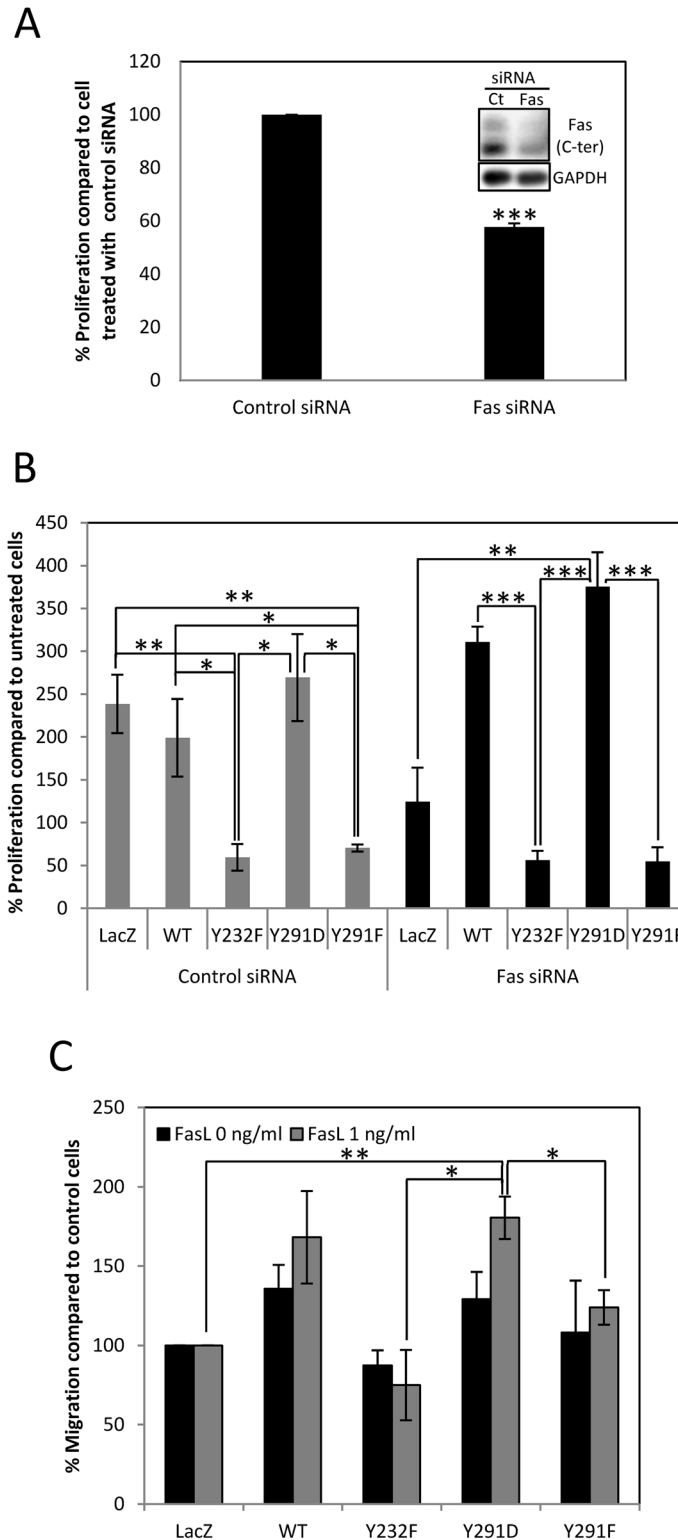 A
% Proliferation compared to cell
treated with control siRNA
120
100
80
60
40
20
0
siRNA
Ct Fas
Fas
(C-ter)
GAPDH
***
Control siRNA Fas siRNA
B
% Proliferation compared to untreated cells
450
400
350
300
250
200
150
100
50
0
**
*
**
*
*
*
**
***
***
***
LacZ WT Y232F Y291D Y291F LacZ WT Y232F Y291D Y291F
Control siRNA Fas siRNA
C
% Migration compared to control cells
250
200
150
100
50
0
FasL 0 ng/ml FasL 1 ng/ml
**
*
*
LacZ WT Y232F Y291D Y291F